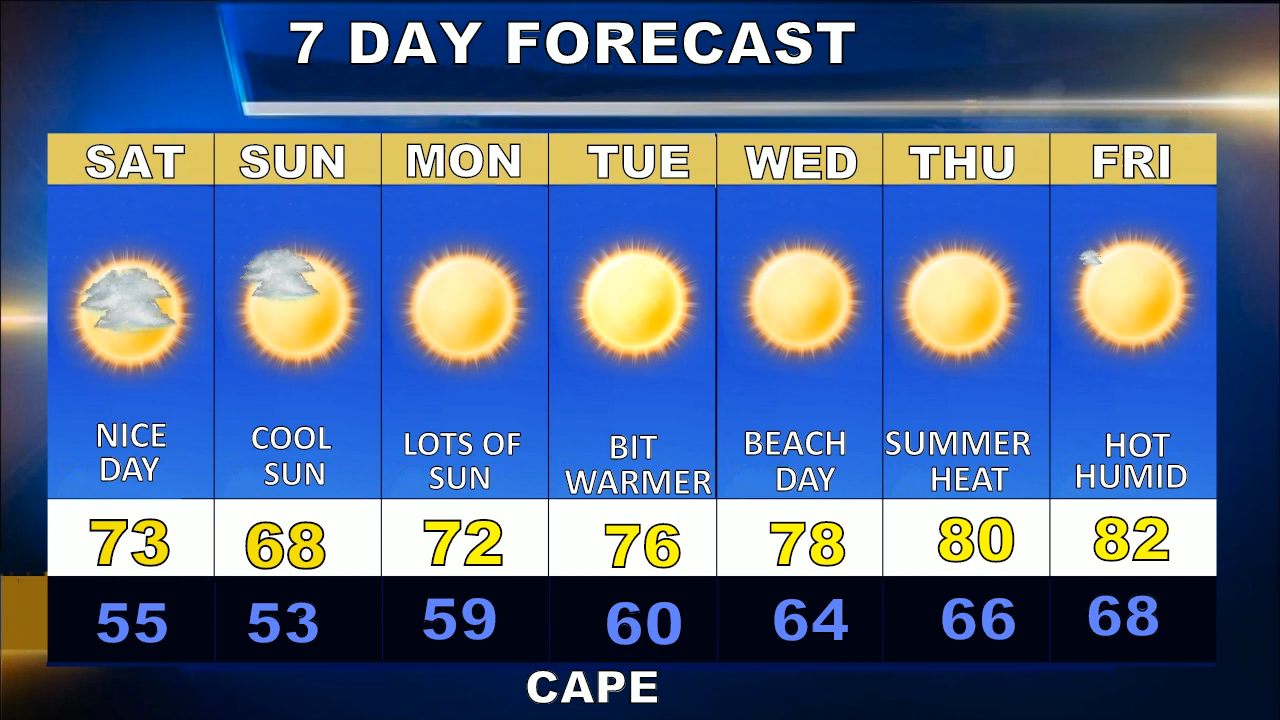 7 DAY FORECAST
SAT SUN MON TUE WED THU FRI
NICE DAY
COOL SUN
LOTS OF SUN
BIT WARMER
BEACH DAY
SUMMER HEAT
HOT HUMID
73 68 72 76 78 80 82
55 53 59 60 64 66 68
CAPE